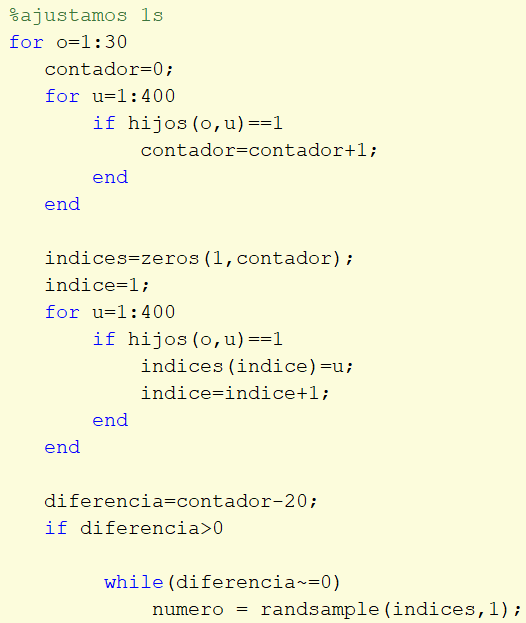 %ajustamos 1s
for o=1:30
contador=0;
for u=1:400
if hijos(o,u)==1
contador=contador+1;
end
end
indices=zeros(1,contador);
indice=1;
for u=1:400
if hijos(o,u)==1
indices(indice)=u;
indice=indice+1;
end
end
diferencia=contador-20;
if diferencia>0
while(diferencia~=0)
numero = randsample(indices,1);